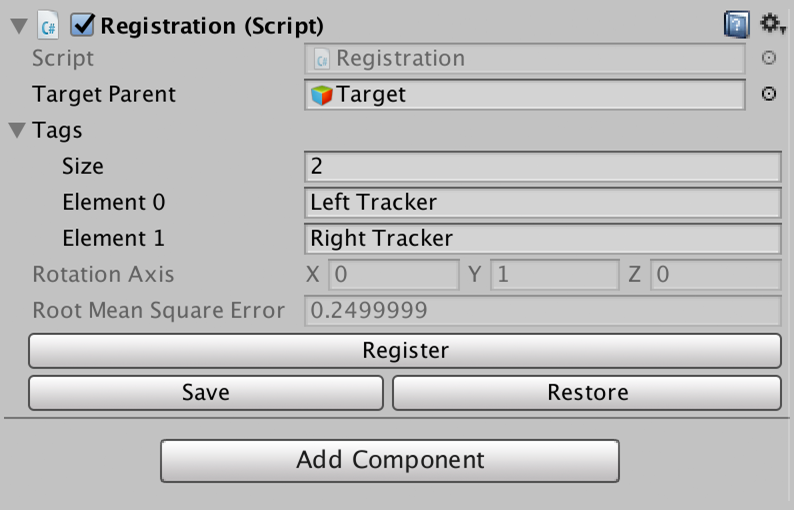 Registration (Script)
Script Registration
Target Parent Target
Tags
Size 2
Element 0 Left Tracker
Element 1 Right Tracker
Rotation Axis X 0 Y 1 Z 0
Root Mean Square Error 0.2499999
Register
Save Restore
Add Component